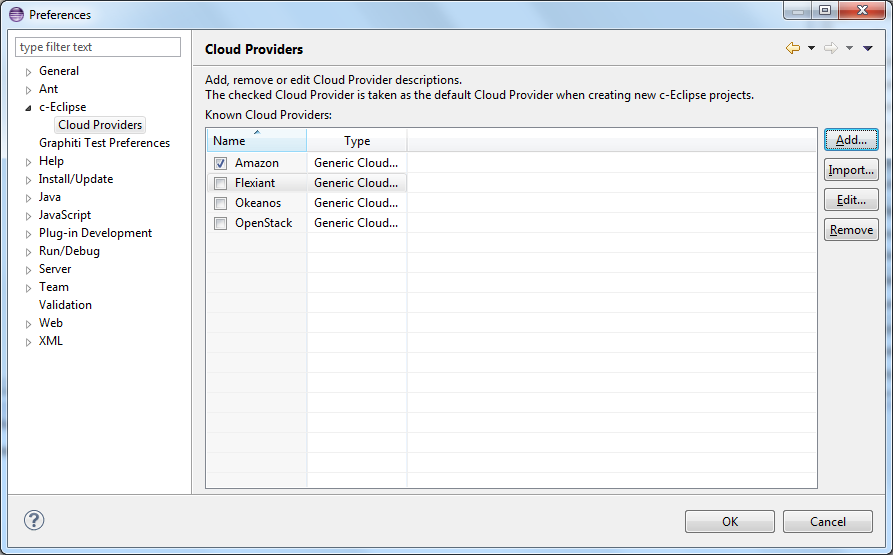 Preferences
type filter text
General
Ant
c-Eclipse
Cloud Providers
Graphiti Test Preferences
Help
Install/Update
Java
JavaScript
Plug-in Development
Run/Debug
Server
Team
Validation
Web
XML
Cloud Providers
Add, remove or edit Cloud Provider descriptions.
The checked Cloud Provider is taken as the default Cloud Provider when creating new c-Eclipse projects.
Known Cloud Providers:
Name Type
Amazon Generic Cloud...
Flexiant Generic Cloud...
Okeanos Generic Cloud...
OpenStack Generic Cloud...
Add...
Import...
Edit...
Remove
?
OK Cancel